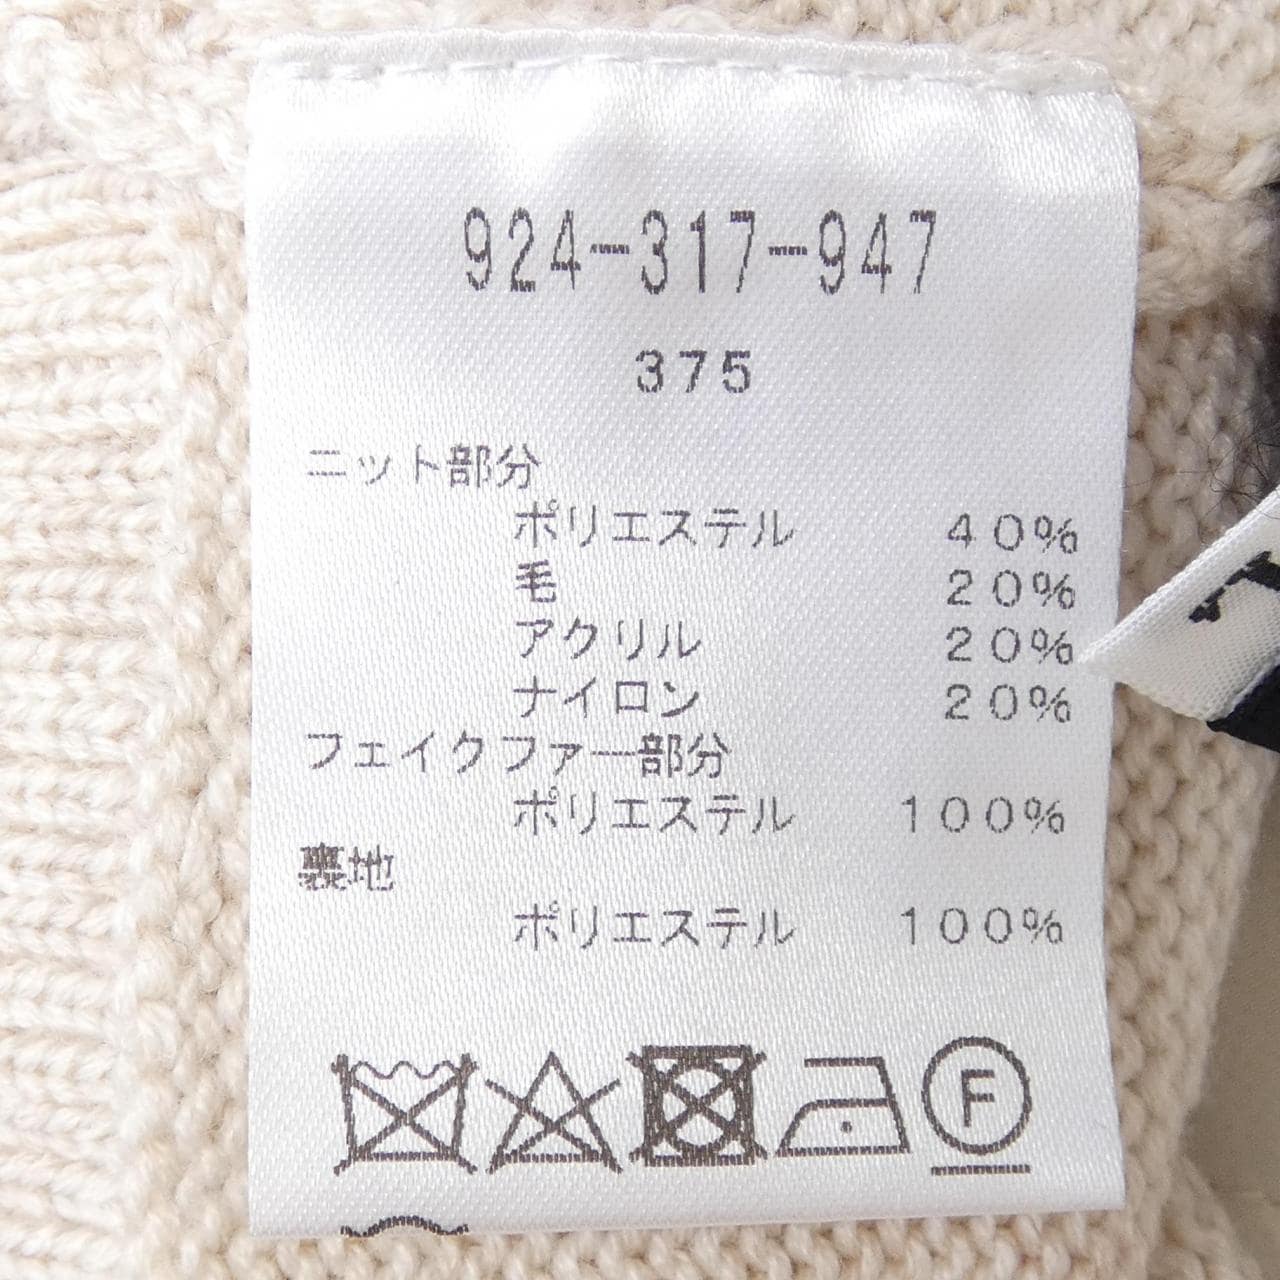 924-317-947
375
ニット部分
ポリエステル 40%
毛 20%
アクリル 20%
ナイロン 20%
フェイクファー部分
ポリエステル 100%
裏地
ポリエステル 100%
F